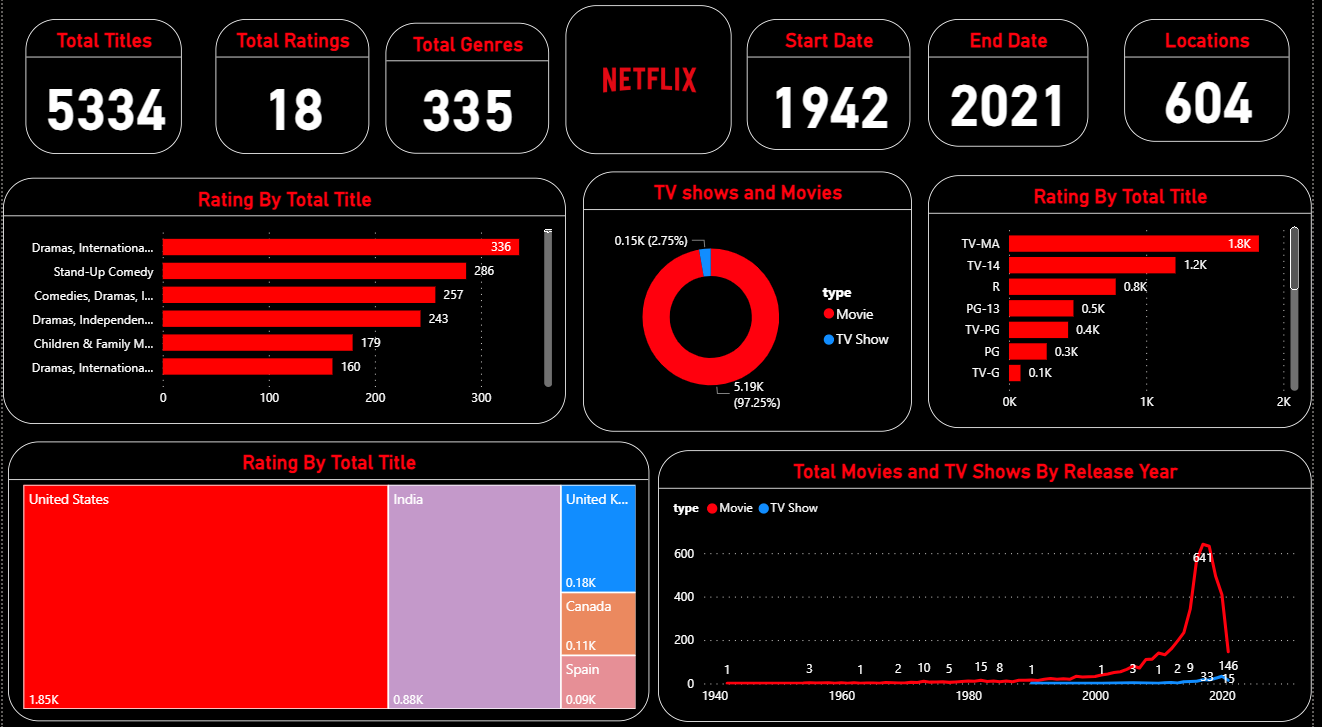 Total Titles
5334
Total Ratings
18
Total Genres
335
NETFLIX
Start Date
1942
End Date
2021
Locations
604
Rating By Total Title
Dramas, Internationa... 336
Stand-Up Comedy 286
Comedies, Dramas, I... 257
Dramas, Independen... 243
Children & Family M... 179
Dramas, Internationa... 160
0 100 200 300
TV shows and Movies
0.15K (2.75%)
type
Movie
TV Show
5.19K
(97.25%)
Rating By Total Title
TV-MA 1.8K
TV-14 1.2K
R 0.8K
PG-13 0.5K
TV-PG 0.4K
PG 0.3K
TV-G 0.1K
0K 1K 2K
Rating By Total Title
United States
1.85K
India
0.88K
United K...
0.18K
Canada
0.11K
Spain
0.09K
Total Movies and TV Shows By Release Year
type Movie TV Show
600
641
400
200
1 3 1 2 10 5 15 8 1 1 3 1 2 9 146
33 15
0
1940 1960 1980 2000 2020